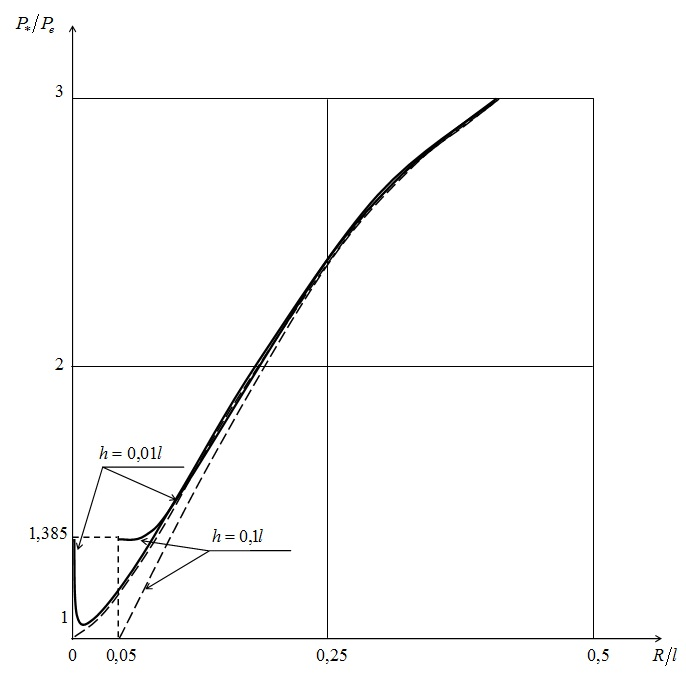 P*/Pₑ
3
2
h = 0,01l
1,385
h = 0,1l
1
0
0,05
0,25
0,5
R/l